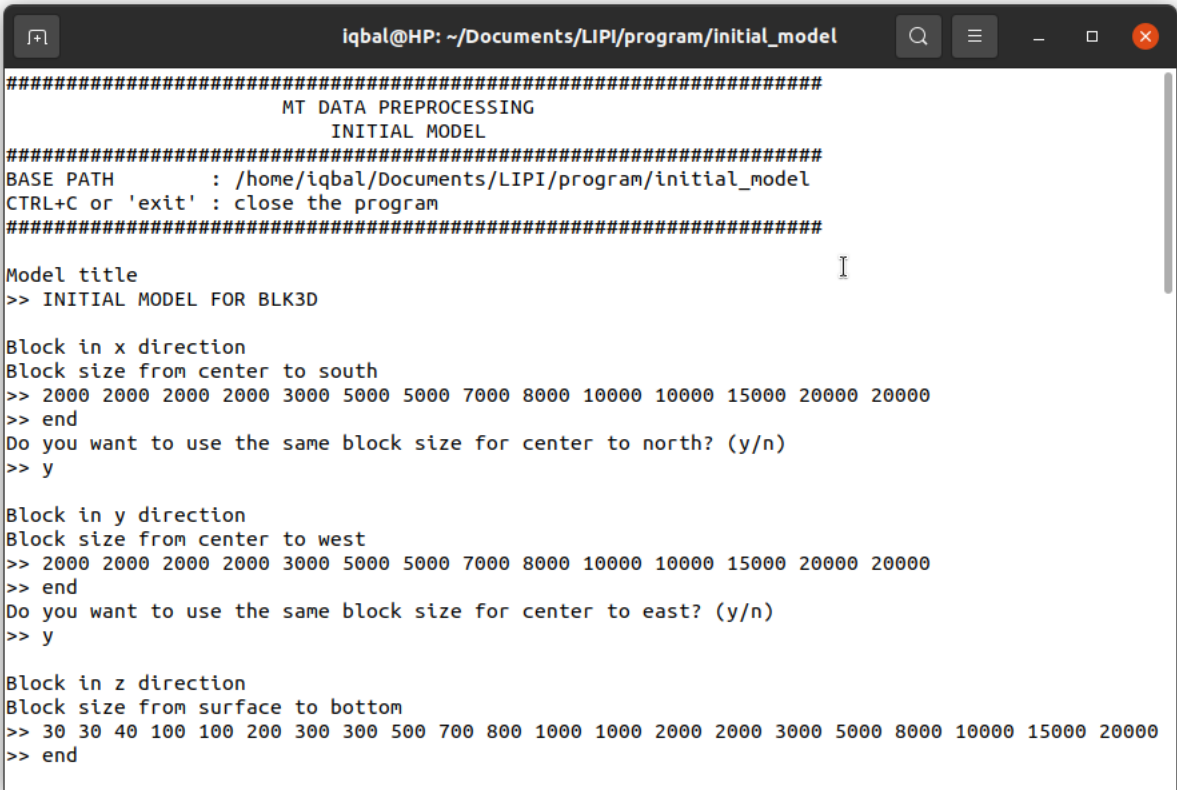 iqbal@HP: ~/Documents/LIPI/program/initial_model
####################################################################
MT DATA PREPROCESSING
INITIAL MODEL
####################################################################
BASE PATH        : /home/iqbal/Documents/LIPI/program/initial_model
CTRL+C or 'exit' : close the program
####################################################################
Model title
>> INITIAL MODEL FOR BLK3D
Block in x direction
Block size from center to south
>> 2000 2000 2000 2000 3000 5000 5000 7000 8000 10000 10000 15000 20000 20000
>> end
Do you want to use the same block size for center to north? (y/n)
>> y
Block in y direction
Block size from center to west
>> 2000 2000 2000 2000 3000 5000 5000 7000 8000 10000 10000 15000 20000 20000
>> end
Do you want to use the same block size for center to east? (y/n)
>> y
Block in z direction
Block size from surface to bottom
>> 30 30 40 100 100 200 300 300 500 700 800 1000 1000 2000 2000 3000 5000 8000 10000 15000 20000
>> end